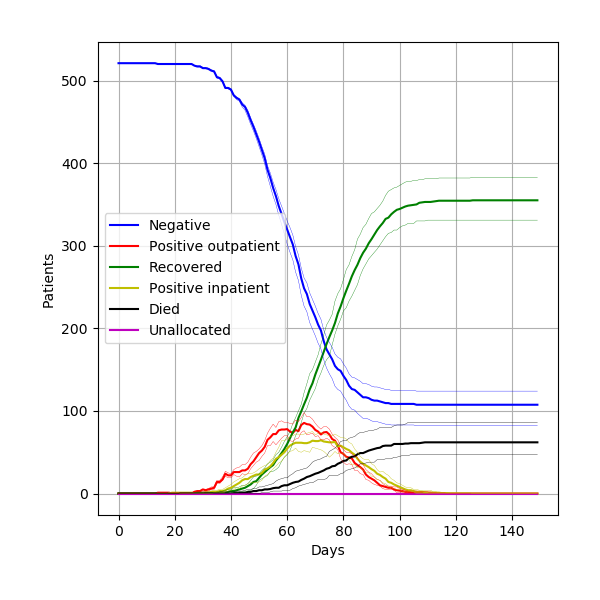 500
400
300
200
100
0
Patients
Negative
Positive outpatient
Recovered
Positive inpatient
Died
Unallocated
0 20 40 60 80 100 120 140
Days